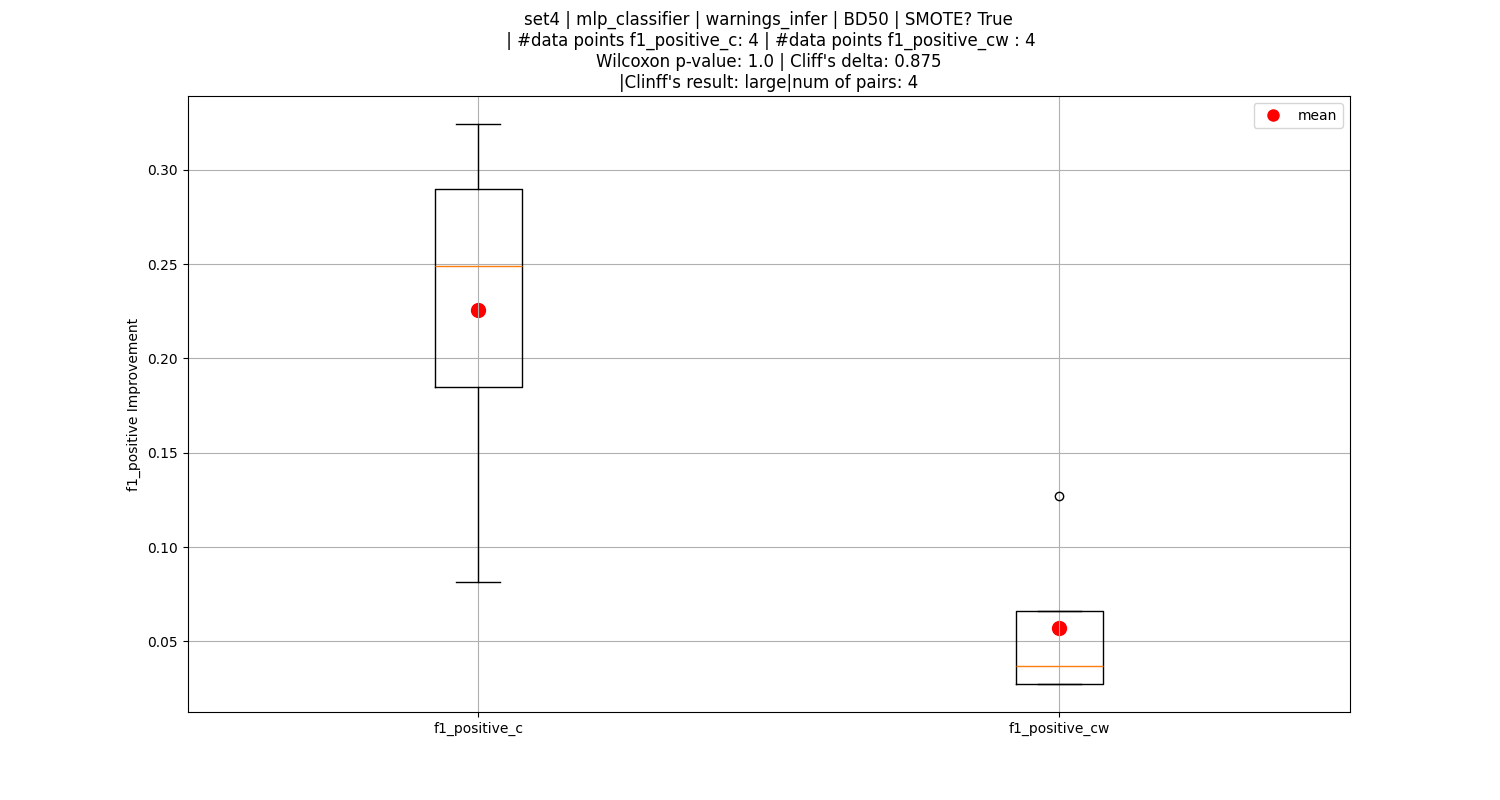 set4 | mlp_classifier | warnings_infer | BD50 | SMOTE? True
| #data points f1_positive_c: 4 | #data points f1_positive_cw : 4
Wilcoxon p-value: 1.0 | Cliff's delta: 0.875
|Clinff's result: large|num of pairs: 4
mean
0.30
0.25
0.20
0.15
0.10
0.05
f1_positive Improvement
f1_positive_c
f1_positive_cw